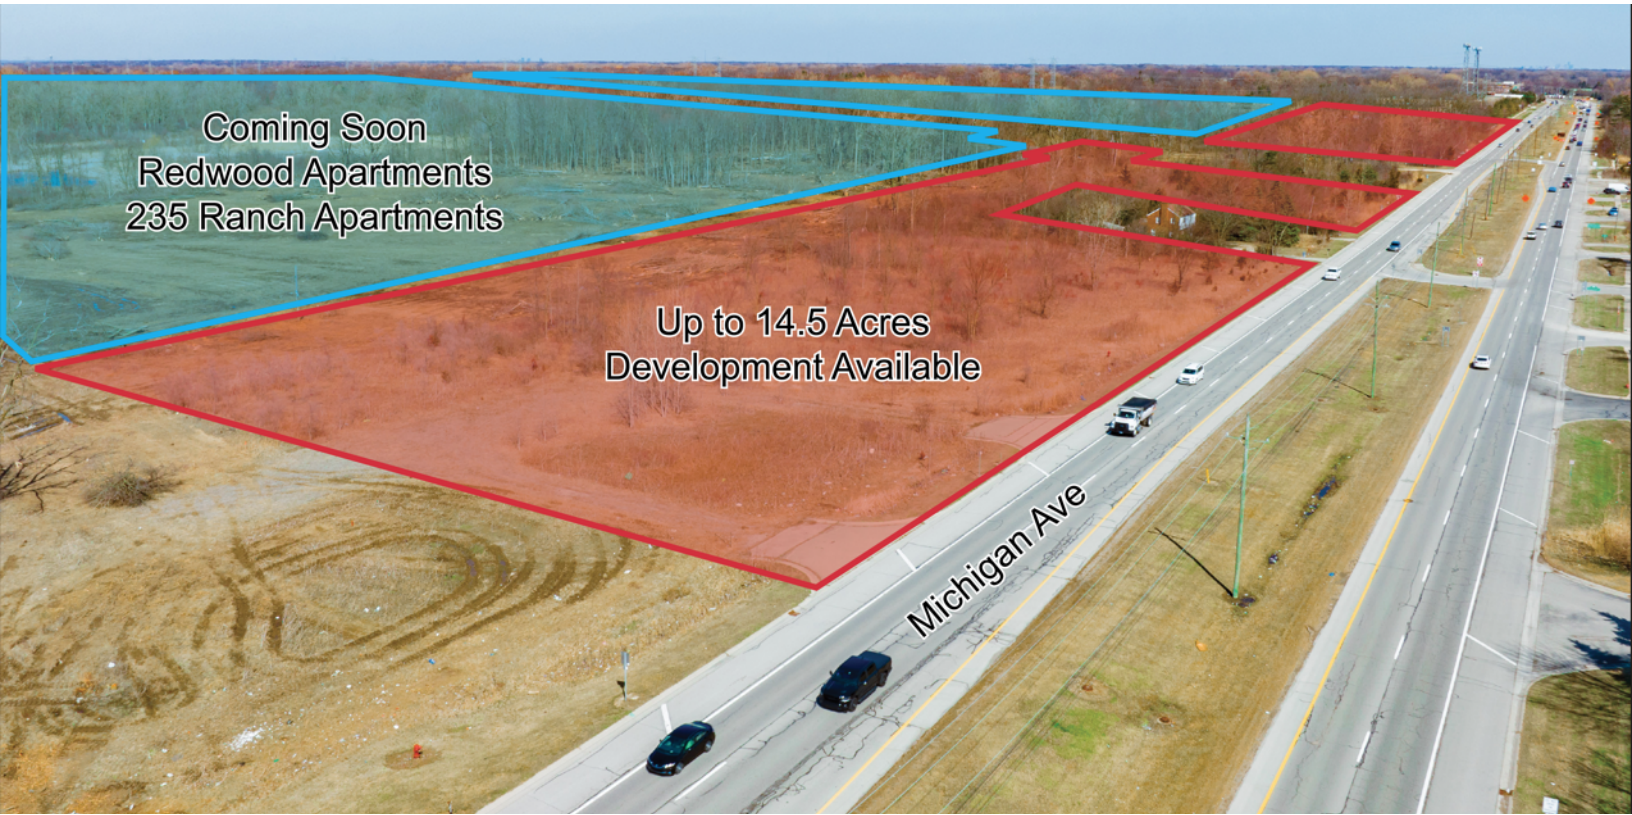 Coming Soon
Redwood Apartments
235 Ranch Apartments
Up to 14.5 Acres
Development Available
Michigan Ave